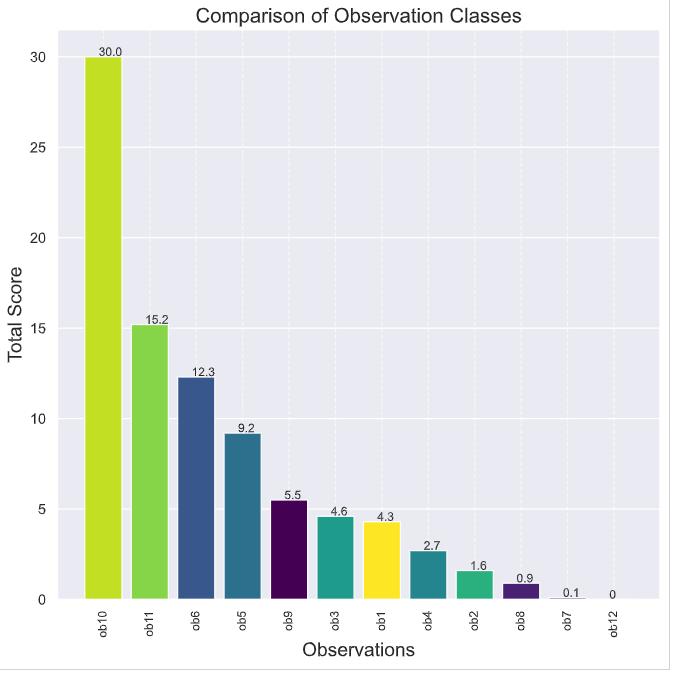 Comparison of Observation Classes
Total Score
30
25
20
15
10
5
0
30.0
15.2
12.3
9.2
5.5
4.6
4.3
2.7
1.6
0.9
0.1
0
ob10
ob11
ob6
ob5
ob9
ob3
ob1
ob4
ob2
ob8
ob7
ob12
Observations